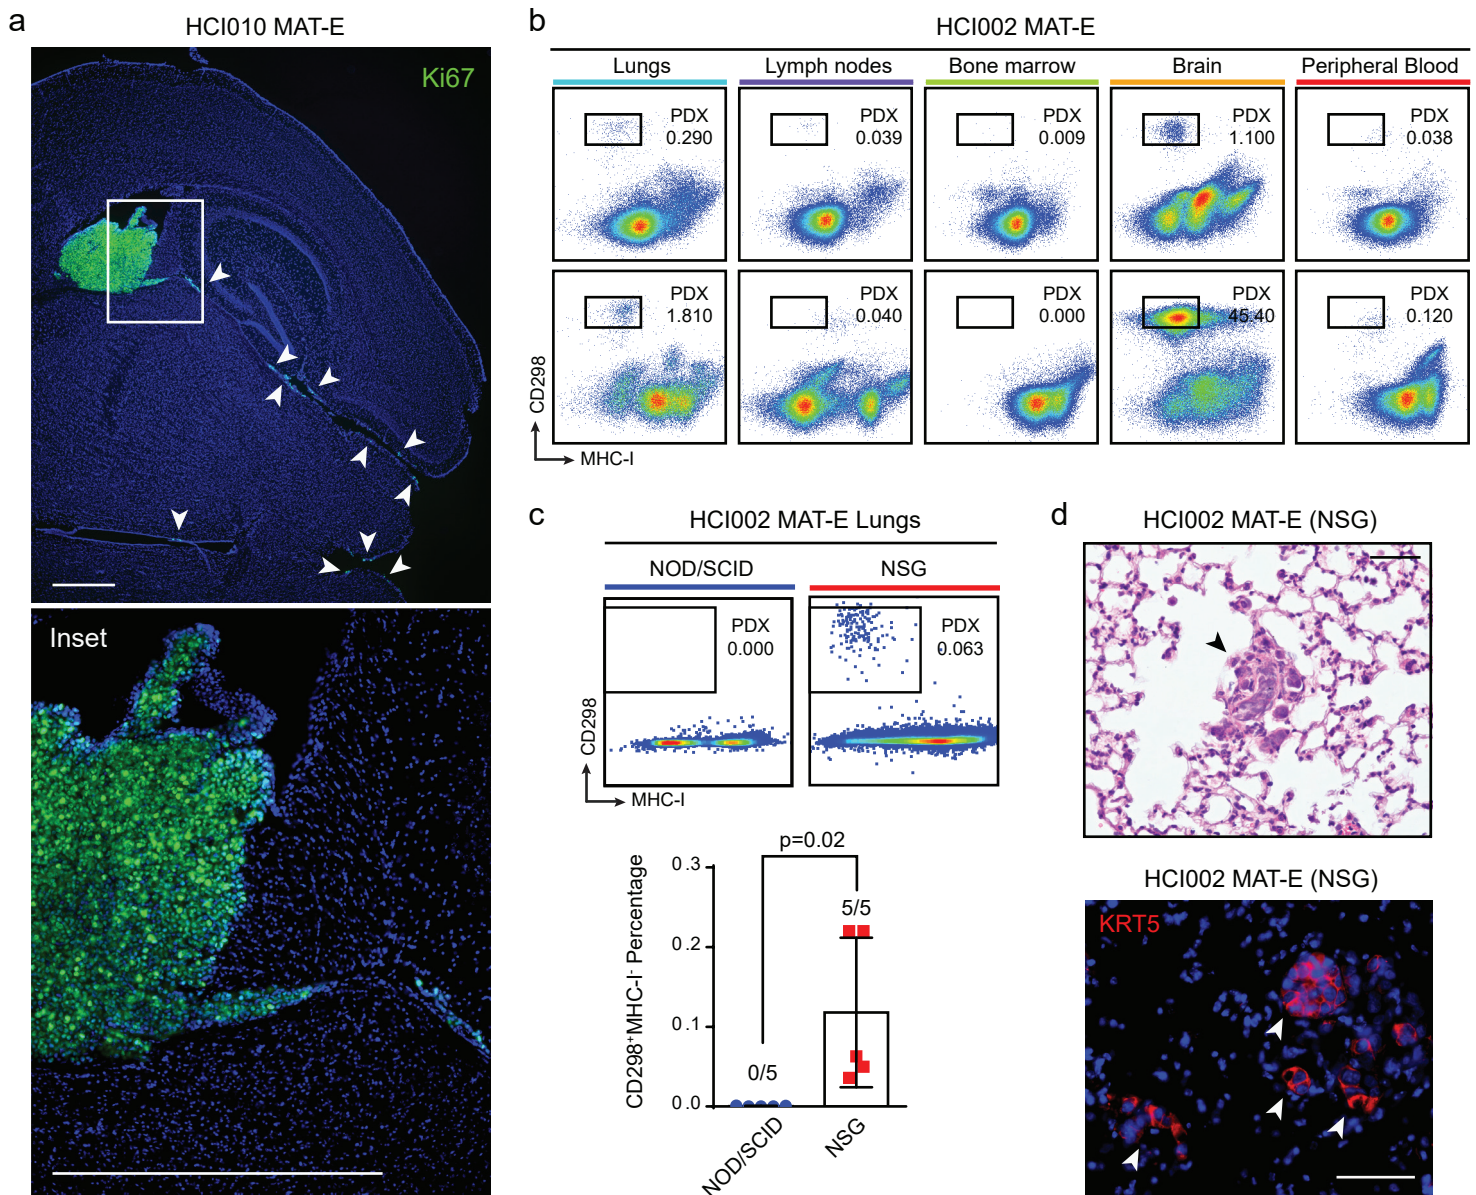 a
HCI010 MAT-E
Ki67
Inset
b
HCI002 MAT-E
Lungs
Lymph nodes
Bone marrow
Brain
Peripheral Blood
PDX
0.290
PDX
0.039
PDX
0.009
PDX
1.100
PDX
0.038
PDX
1.810
PDX
0.040
PDX
0.000
PDX
45.40
PDX
0.120
CD298
MHC-I
c
HCI002 MAT-E Lungs
NOD/SCID
NSG
PDX
0.000
PDX
0.063
CD298
MHC-I
p=0.02
CD298⁺MHC-I⁻ Percentage
0.3
0.2
0.1
0.0
0/5
5/5
NOD/SCID
NSG
d
HCI002 MAT-E (NSG)
HCI002 MAT-E (NSG)
KRT5